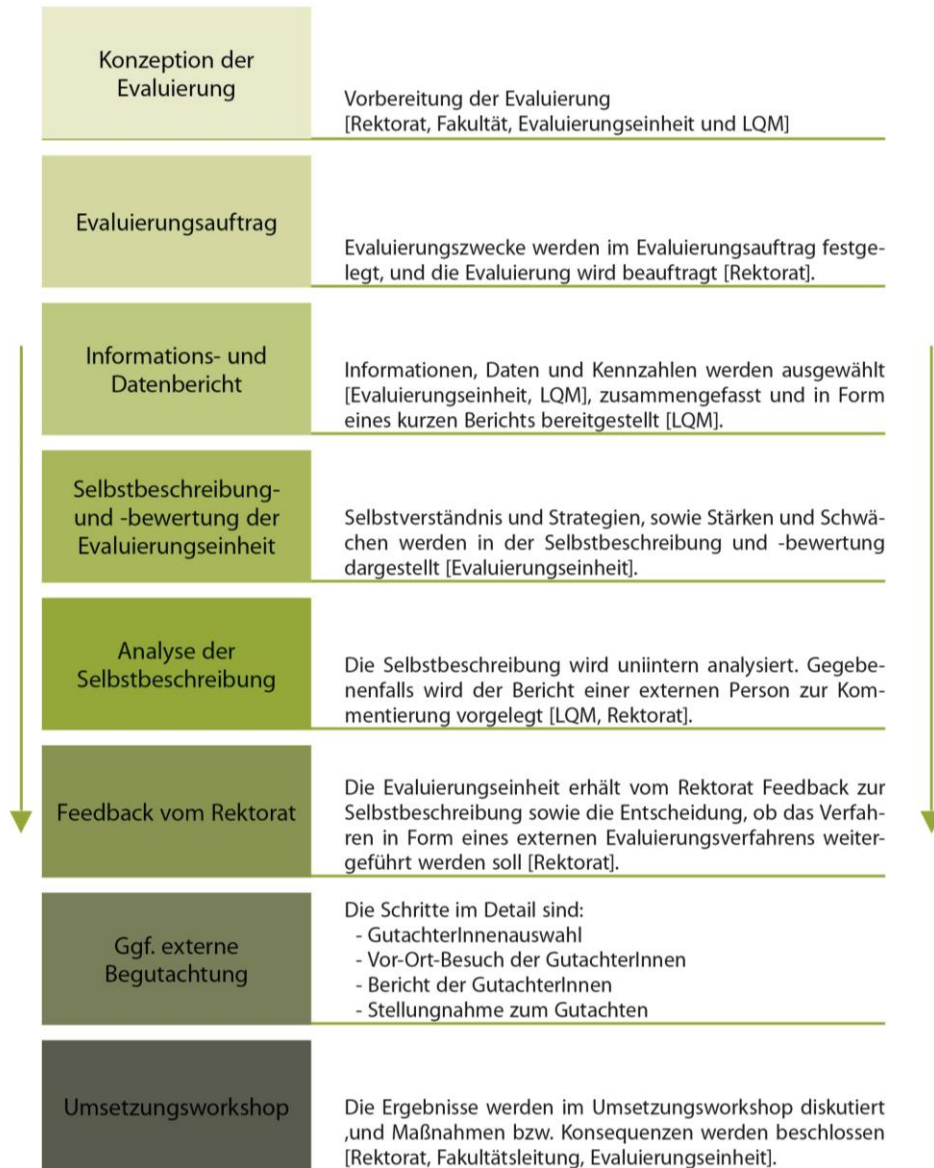 Konzeption der
Evaluierung
Vorbereitung der Evaluierung
[Rektorat, Fakultät, Evaluierungseinheit und LQM]
Evaluierungsauftrag
Evaluierungszwecke werden im Evaluierungsauftrag festge-
legt, und die Evaluierung wird beauftragt [Rektorat].
Informations- und
Datenbericht
Informationen, Daten und Kennzahlen werden ausgewählt
[Evaluierungseinheit, LQM], zusammengefasst und in Form
eines kurzen Berichts bereitgestellt [LQM].
Selbstbeschreibung-
und -bewertung der
Evaluierungseinheit
Selbstverständnis und Strategien, sowie Stärken und Schwä-
chen werden in der Selbstbeschreibung und -bewertung
dargestellt [Evaluierungseinheit].
Analyse der
Selbstbeschreibung
Die Selbstbeschreibung wird uniintern analysiert. Gegebe-
nenfalls wird der Bericht einer externen Person zur Kom-
mentierung vorgelegt [LQM, Rektorat].
Feedback vom Rektorat
Die Evaluierungseinheit erhält vom Rektorat Feedback zur
Selbstbeschreibung sowie die Entscheidung, ob das Verfah-
ren in Form eines externen Evaluierungsverfahrens weiter-
geführt werden soll [Rektorat].
Ggf. externe
Begutachtung
Die Schritte im Detail sind:
- GutachterInnenauswahl
- Vor-Ort-Besuch der GutachterInnen
- Bericht der GutachterInnen
- Stellungnahme zum Gutachten
Umsetzungsworkshop
Die Ergebnisse werden im Umsetzungsworkshop diskutiert
,und Maßnahmen bzw. Konsequenzen werden beschlossen
[Rektorat, Fakultätsleitung, Evaluierungseinheit].